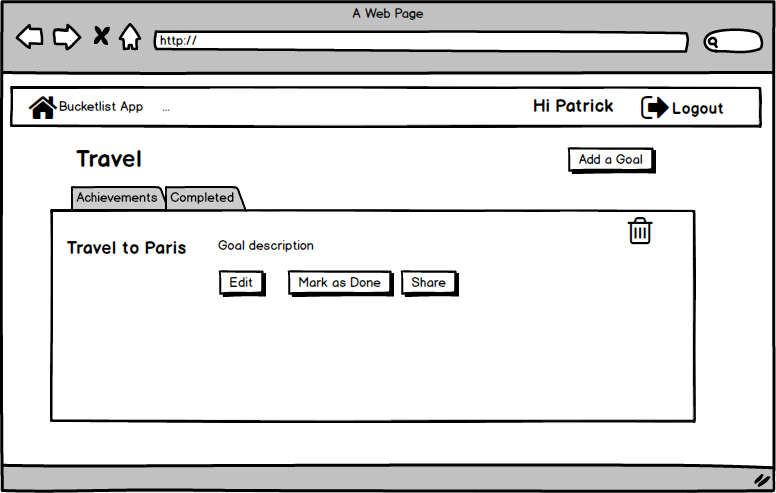 A Web Page
http://
Bucketlist App ... Hi Patrick Logout
Travel Add a Goal
Achievements Completed
Travel to Paris Goal description
Edit Mark as Done Share